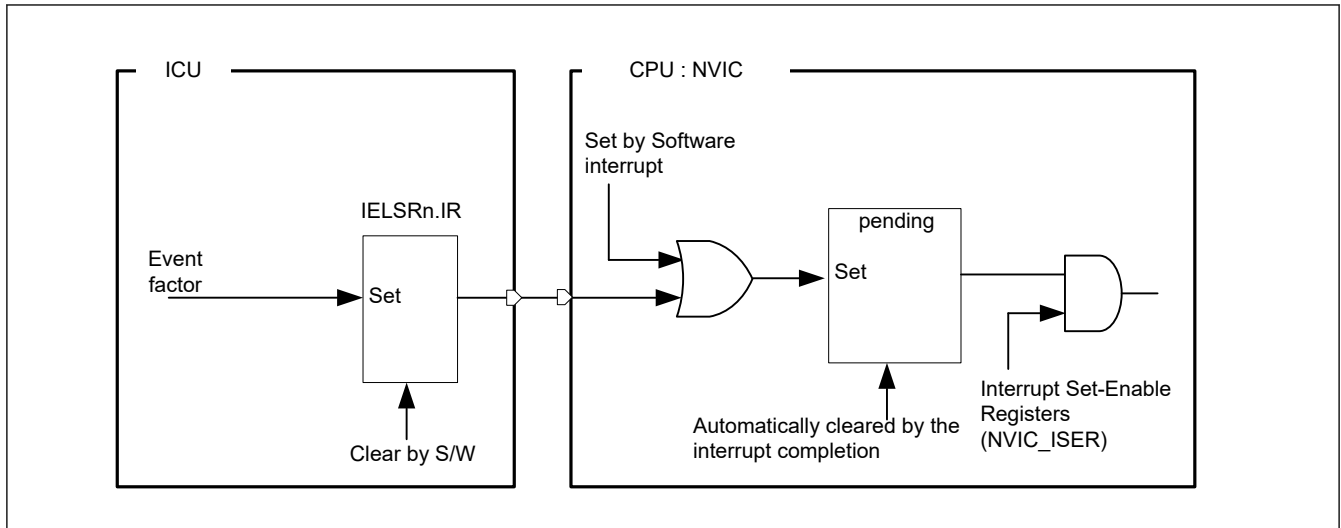 ICU
CPU : NVIC
Set by Software
interrupt
IELSRn.IR
pending
Event
factor
Set
Set
Clear by S/W
Automatically cleared by the
interrupt completion
Interrupt Set-Enable
Registers
(NVIC_ISER)